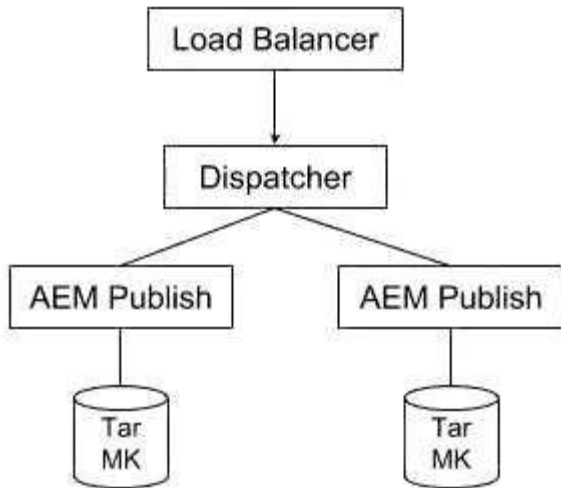 Load Balancer
Dispatcher
AEM Publish
AEM Publish
Tar
MK
Tar
MK